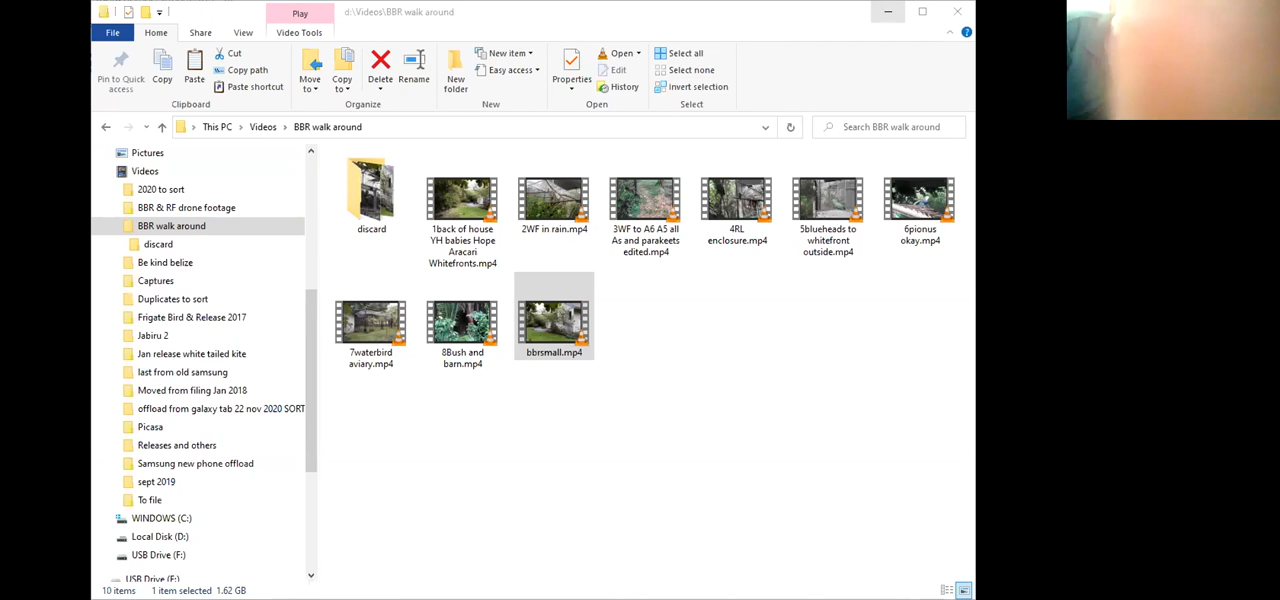 Play
d:\Videos\BBR walk around
File
Home
Share
View
Video Tools
Pin to Quick
access
Copy
Paste
Cut
Copy path
Paste shortcut
Clipboard
Move
to
Copy
to
Delete
Rename
Organize
New
folder
New item
Easy access
New
Properties
Open
Edit
History
Open
Select all
Select none
Invert selection
Select
This PC
Videos
BBR walk around
Search BBR walk around
Pictures
Videos
2020 to sort
BBR & RF drone footage
BBR walk around
discard
Be kind belize
Captures
Duplicates to sort
Frigate Bird & Release 2017
Jabiru 2
Jan release white tailed kite
last from old samsung
Moved from filing Jan 2018
offload from galaxy tab 22 nov 2020 SORT
Picasa
Releases and others
Samsung new phone offload
sept 2019
To file
WINDOWS (C:)
Local Disk (D:)
USB Drive (F:)
USB Drive (F:)
discard
1back of house
YH babies Hope
Aracari
Whitefronts.mp4
2WF in rain.mp4
3WF to A6 A5 all
As and parakeets
edited.mp4
4RL
enclosure.mp4
5blueheads to
whitefront
outside.mp4
6pionus
okay.mp4
7waterbird
aviary.mp4
8Bush and
barn.mp4
bbrsmall.mp4
10 items
1 item selected 1.62 GB